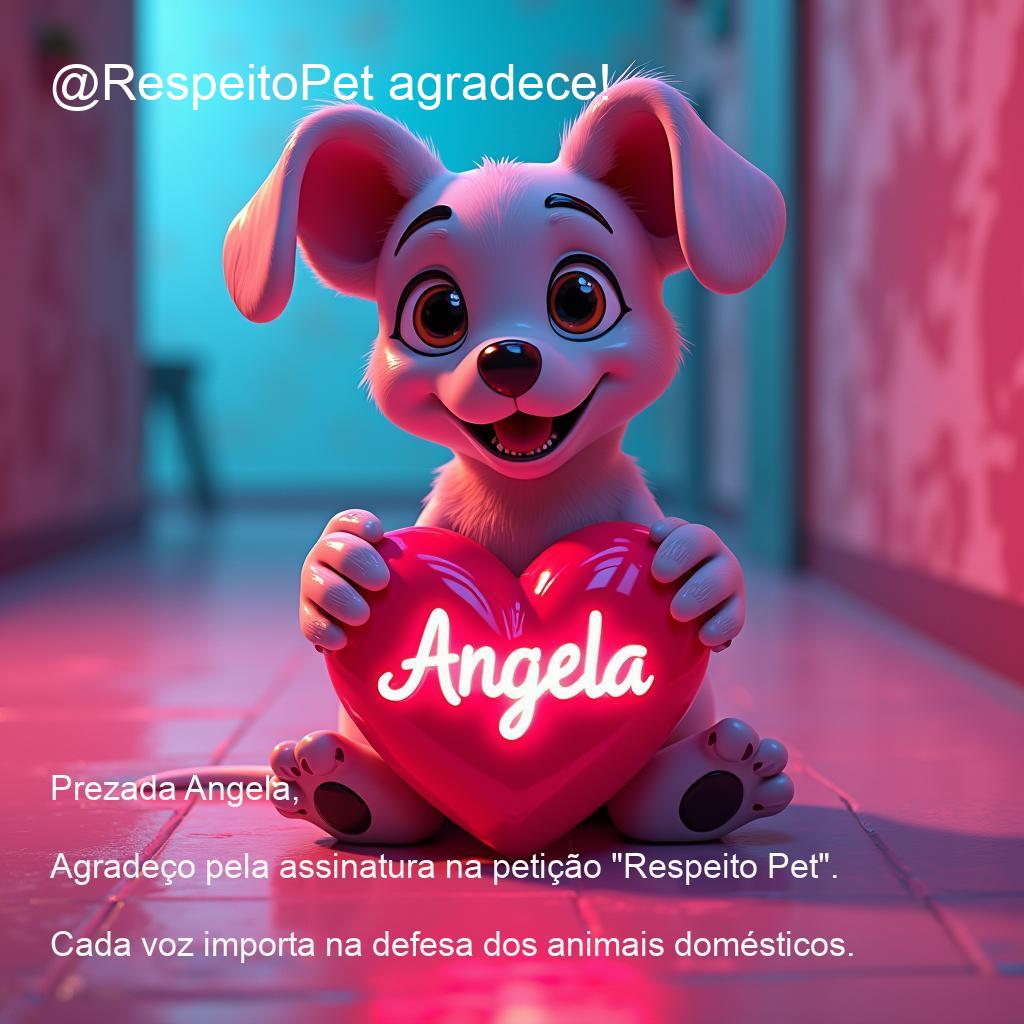 @RespeitoPet agradece!
Angela
Prezada Angela,
Agradeço pela assinatura na petição "Respeito Pet".
Cada voz importa na defesa dos animais domésticos.